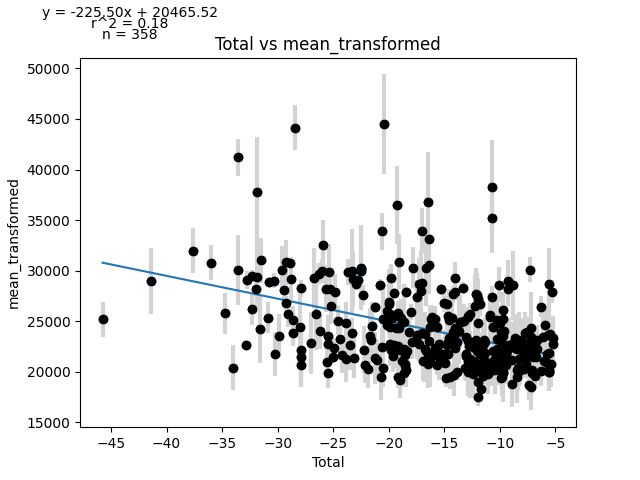 y = -225.50x + 20465.52
r^2 = 0.18
n = 358
Total vs mean_transformed
50000
45000
40000
35000
30000
25000
20000
15000
mean_transformed
−45 −40 −35 −30 −25 −20 −15 −10 −5
Total